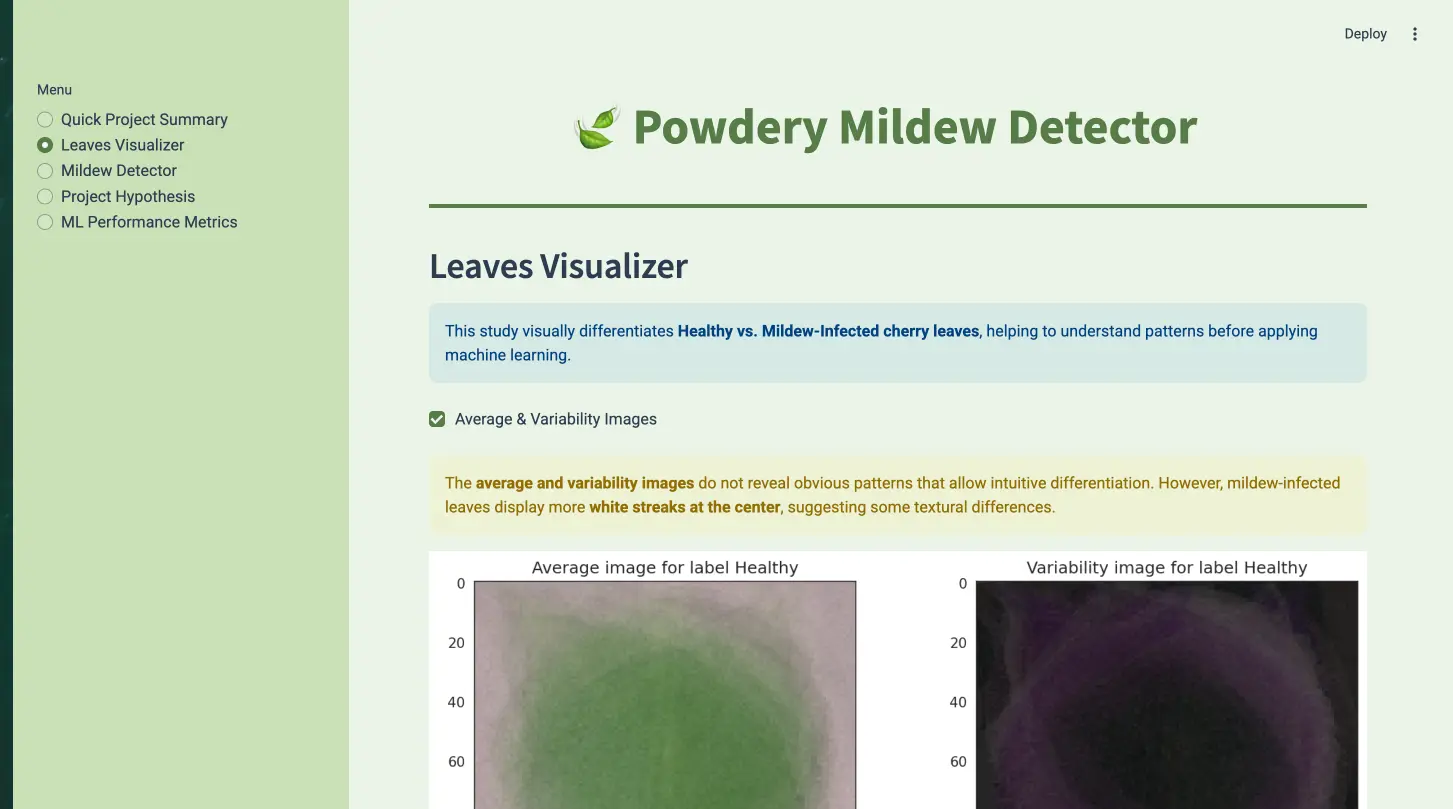 Deploy
Menu
Quick Project Summary
Leaves Visualizer
Mildew Detector
Project Hypothesis
ML Performance Metrics
Powdery Mildew Detector
Leaves Visualizer
This study visually differentiates Healthy vs. Mildew-Infected cherry leaves, helping to understand patterns before applying
machine learning.
Average & Variability Images
The average and variability images do not reveal obvious patterns that allow intuitive differentiation. However, mildew-infected
leaves display more white streaks at the center, suggesting some textural differences.
Average image for label Healthy
0
20
40
60
Variability image for label Healthy
0
20
40
60